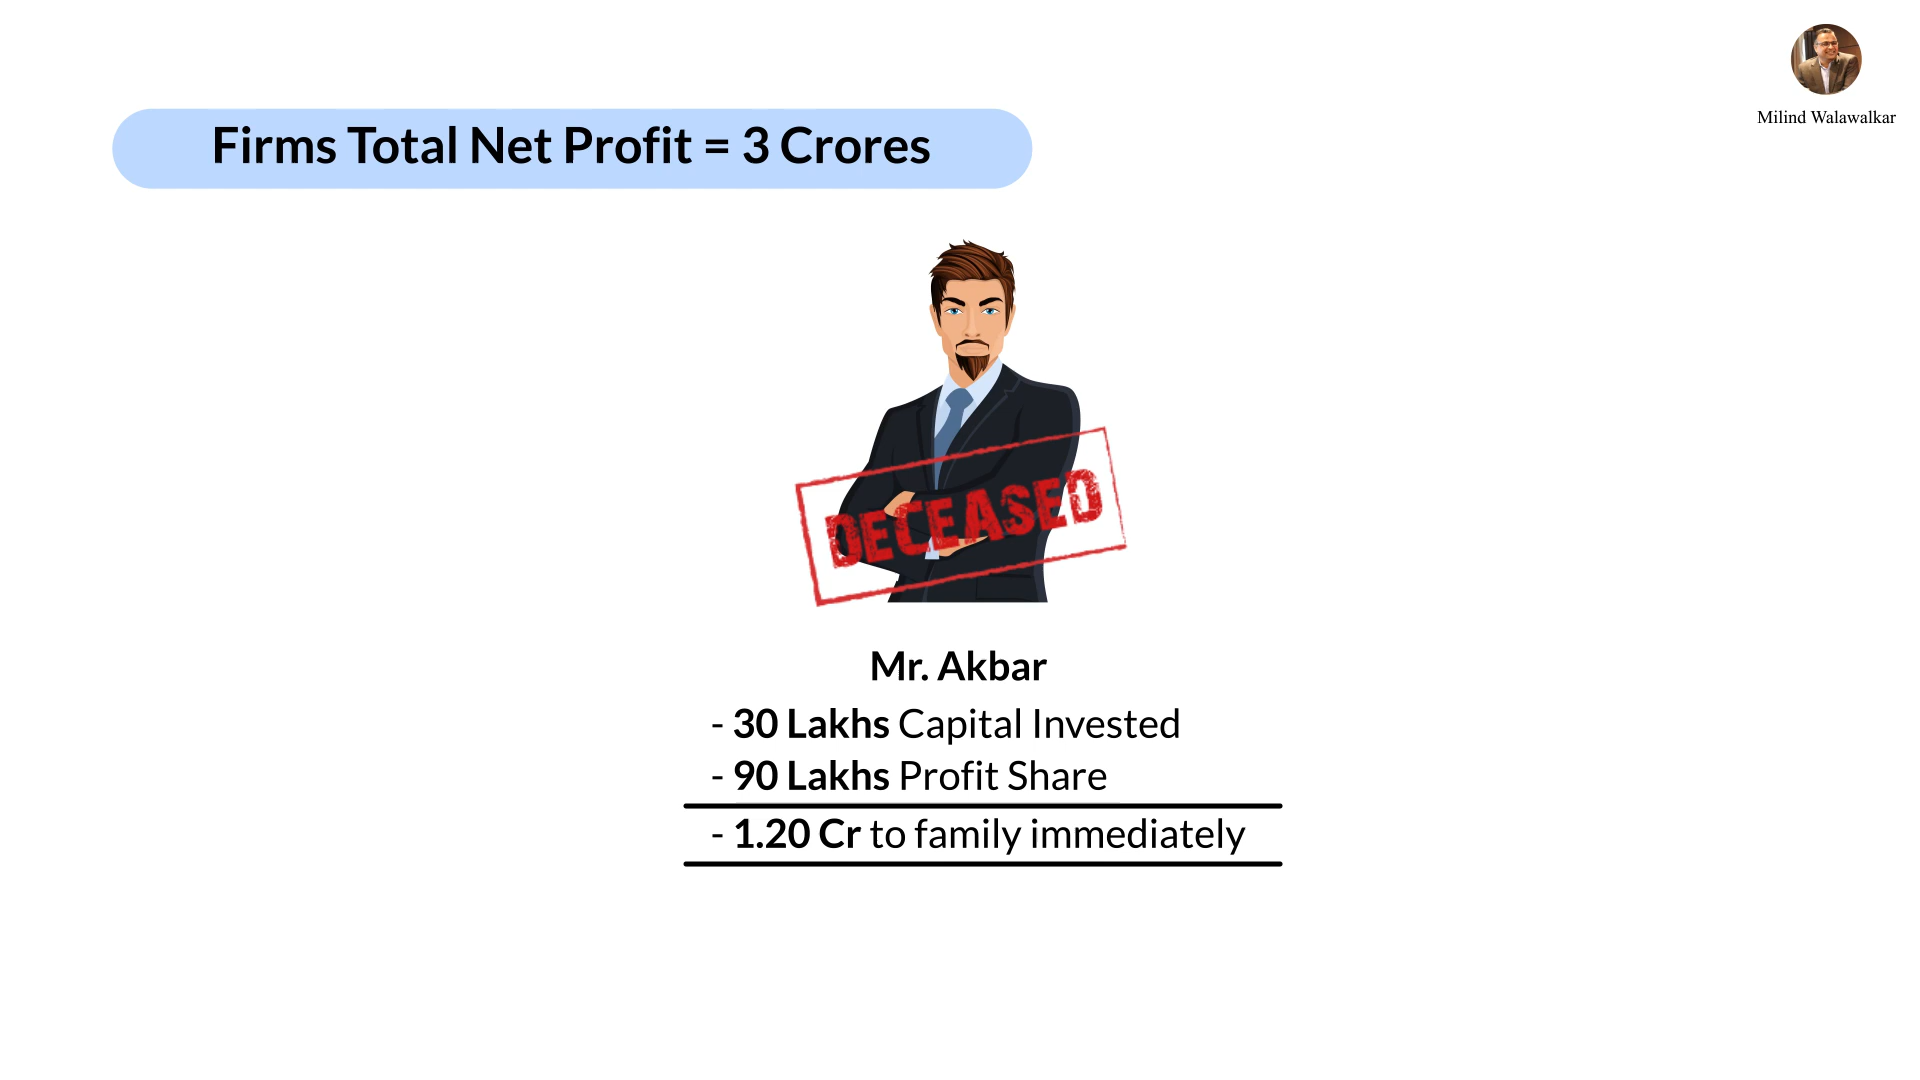 Milind Walawalkar
Firms Total Net Profit = 3 Crores
DECEASED
Mr. Akbar
- 30 Lakhs Capital Invested
- 90 Lakhs Profit Share
- 1.20 Cr to family immediately